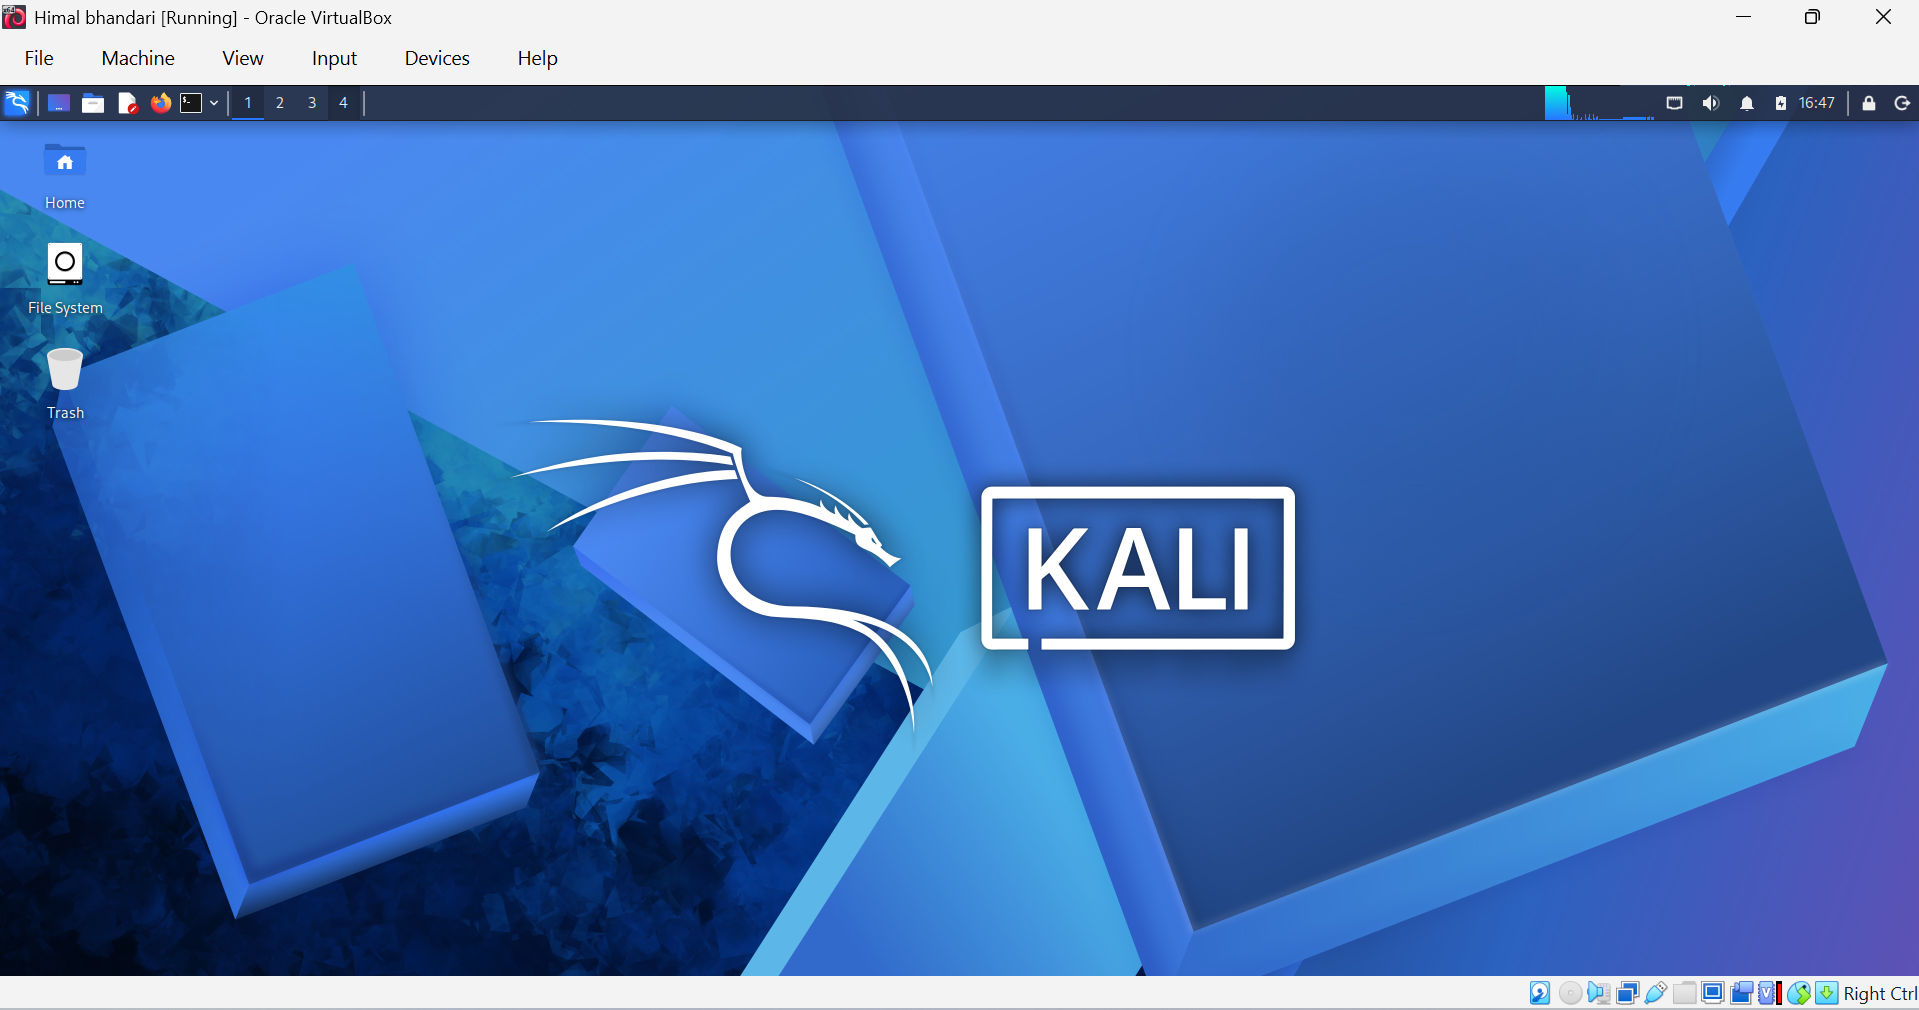 Himal bhandari [Running] - Oracle VirtualBox
File Machine View Input Devices Help
1 2 3 4 16:47
Home
File System
Trash
KALI
Right Ctrl